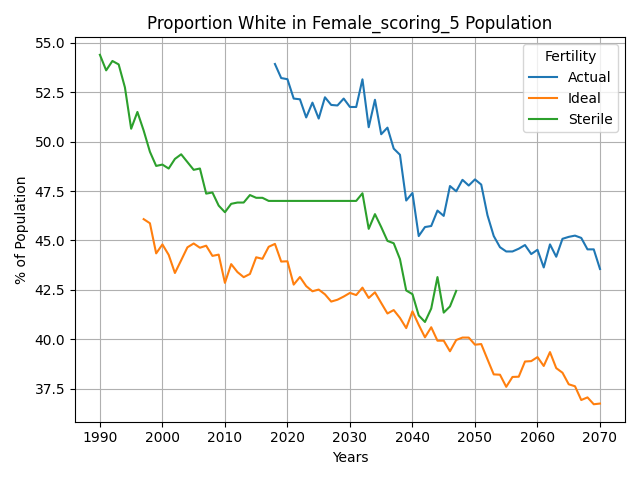 Proportion White in Female_scoring_5 Population
Fertility
Actual
Ideal
Sterile
% of Population
55.0
52.5
50.0
47.5
45.0
42.5
40.0
37.5
1990 2000 2010 2020 2030 2040 2050 2060 2070
Years